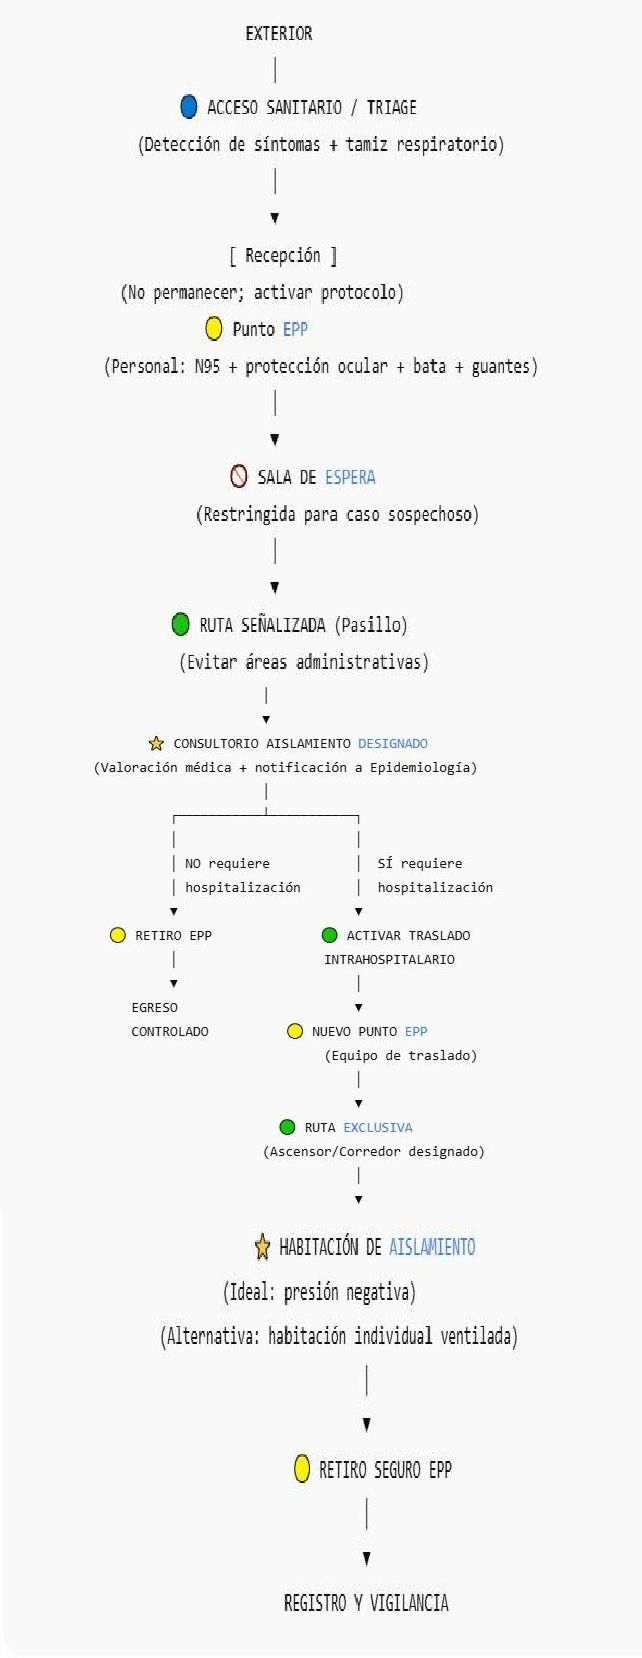 EXTERIOR
ACCESO SANITARIO / TRIAGE
(Detección de síntomas + tamiz respiratorio)
[ Recepción ]
(No permanecer; activar protocolo)
Punto EPP
(Personal: N95 + protección ocular + bata + guantes)
SALA DE ESPERA
(Restringida para caso sospechoso)
RUTA SEÑALIZADA (Pasillo)
(Evitar áreas administrativas)
CONSULTORIO AISLAMIENTO DESIGNADO
(Valoración médica + notificación a Epidemiología)
NO requiere
hospitalización
SÍ requiere
hospitalización
RETIRO EPP
EGRESO
CONTROLADO
ACTIVAR TRASLADO
INTRAHOSPITALARIO
NUEVO PUNTO EPP
(Equipo de traslado)
RUTA EXCLUSIVA
(Ascensor/Corredor designado)
HABITACIÓN DE AISLAMIENTO
(Ideal: presión negativa)
(Alternativa: habitación individual ventilada)
RETIRO SEGURO EPP
REGISTRO Y VIGILANCIA